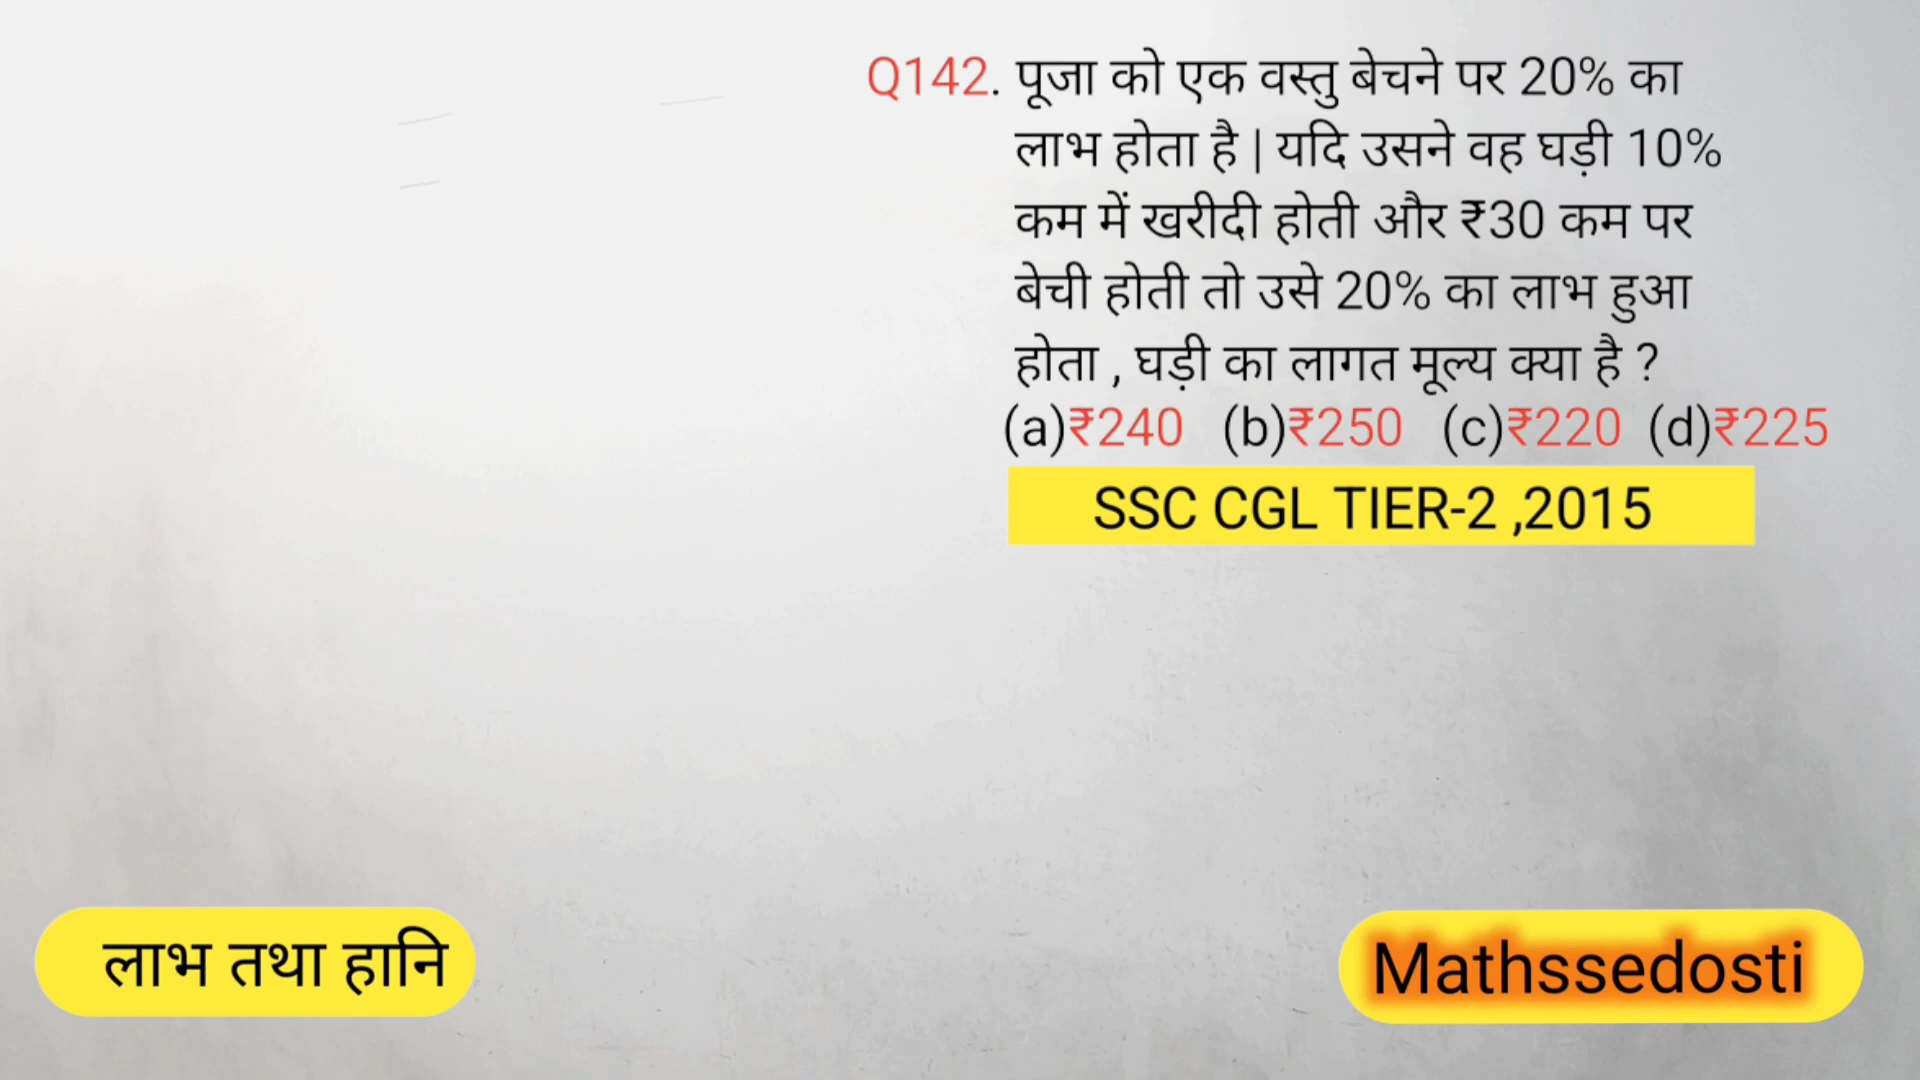 Q142. पूजा को एक वस्तु बेचने पर 20% का
लाभ होता है | यदि उसने वह घड़ी 10%
कम में खरीदी होती और ₹30 कम पर
बेची होती तो उसे 20% का लाभ हुआ
होता , घड़ी का लागत मूल्य क्या है ?
(a)₹240 (b)₹250 (c)₹220 (d)₹225
SSC CGL TIER-2 ,2015
लाभ तथा हानि
Mathssedosti